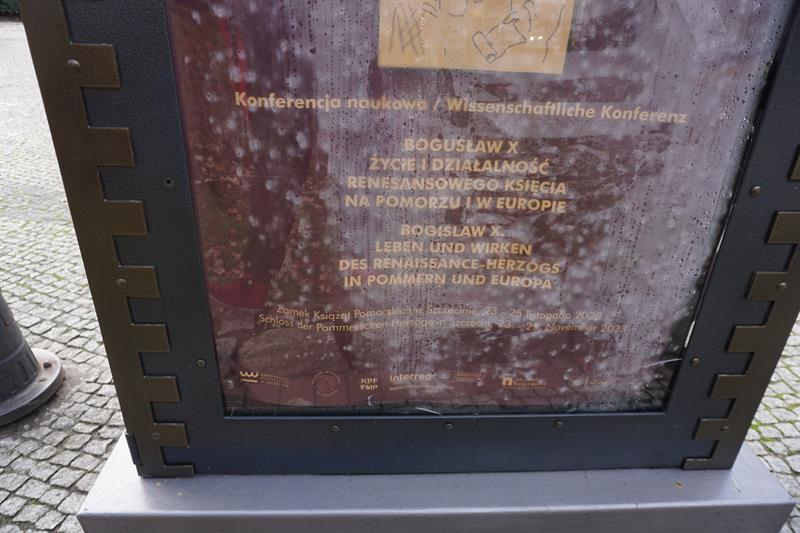 Konferencja naukowa / Wissenschaftliche Konferenz
BOGUSŁAW X
ŻYCIE I DZIAŁALNOŚĆ
RENESANSOWEGO KSIĘCIA
NA POMORZU I W EUROPIE
BOGISLAW X.
LEBEN UND WIRKEN
DES RENAISSANCE-HERZOGS
IN POMMERN UND EUROPA
Zamek Książąt Pomorskich w Szczecinie, 23 - 25 listopada 2023
Schloss der Pommerschen Herzöge in Szczecin, 23. - 25. November 2023
KPF
FMP
Interreg